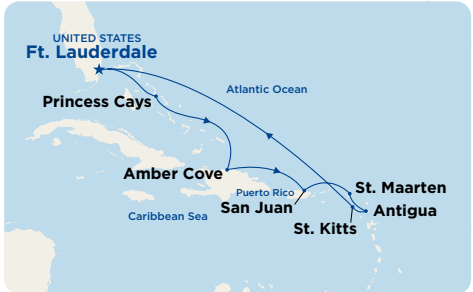 UNITED STATES
Ft. Lauderdale
Atlantic Ocean
Princess Cays
Amber Cove
Puerto Rico
St. Maarten
San Juan
Antigua
Caribbean Sea
St. Kitts